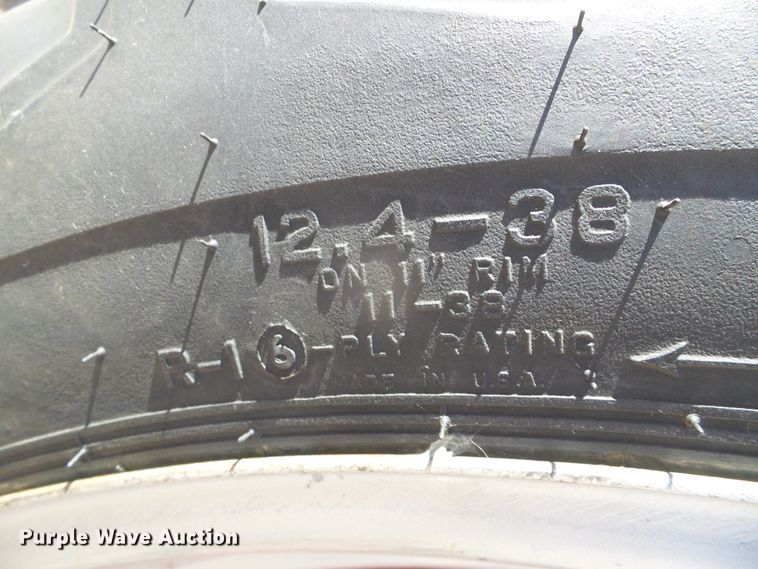 12.4-38
ON 11" RIM
11-38
R-1 6-PLY RATING
MADE IN U.S.A.
Purple Wave Auction